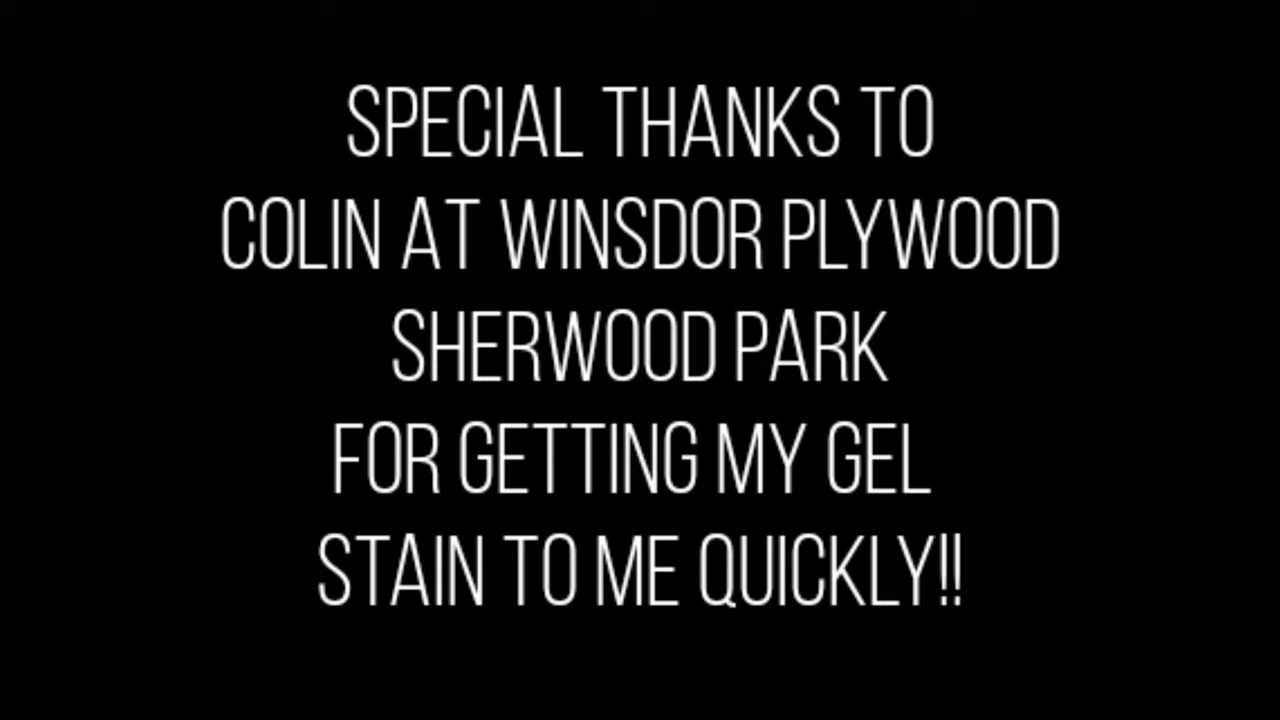 SPECIAL THANKS TO
COLIN AT WINSDOR PLYWOOD
SHERWOOD PARK
FOR GETTING MY GEL
STAIN TO ME QUICKLY!!